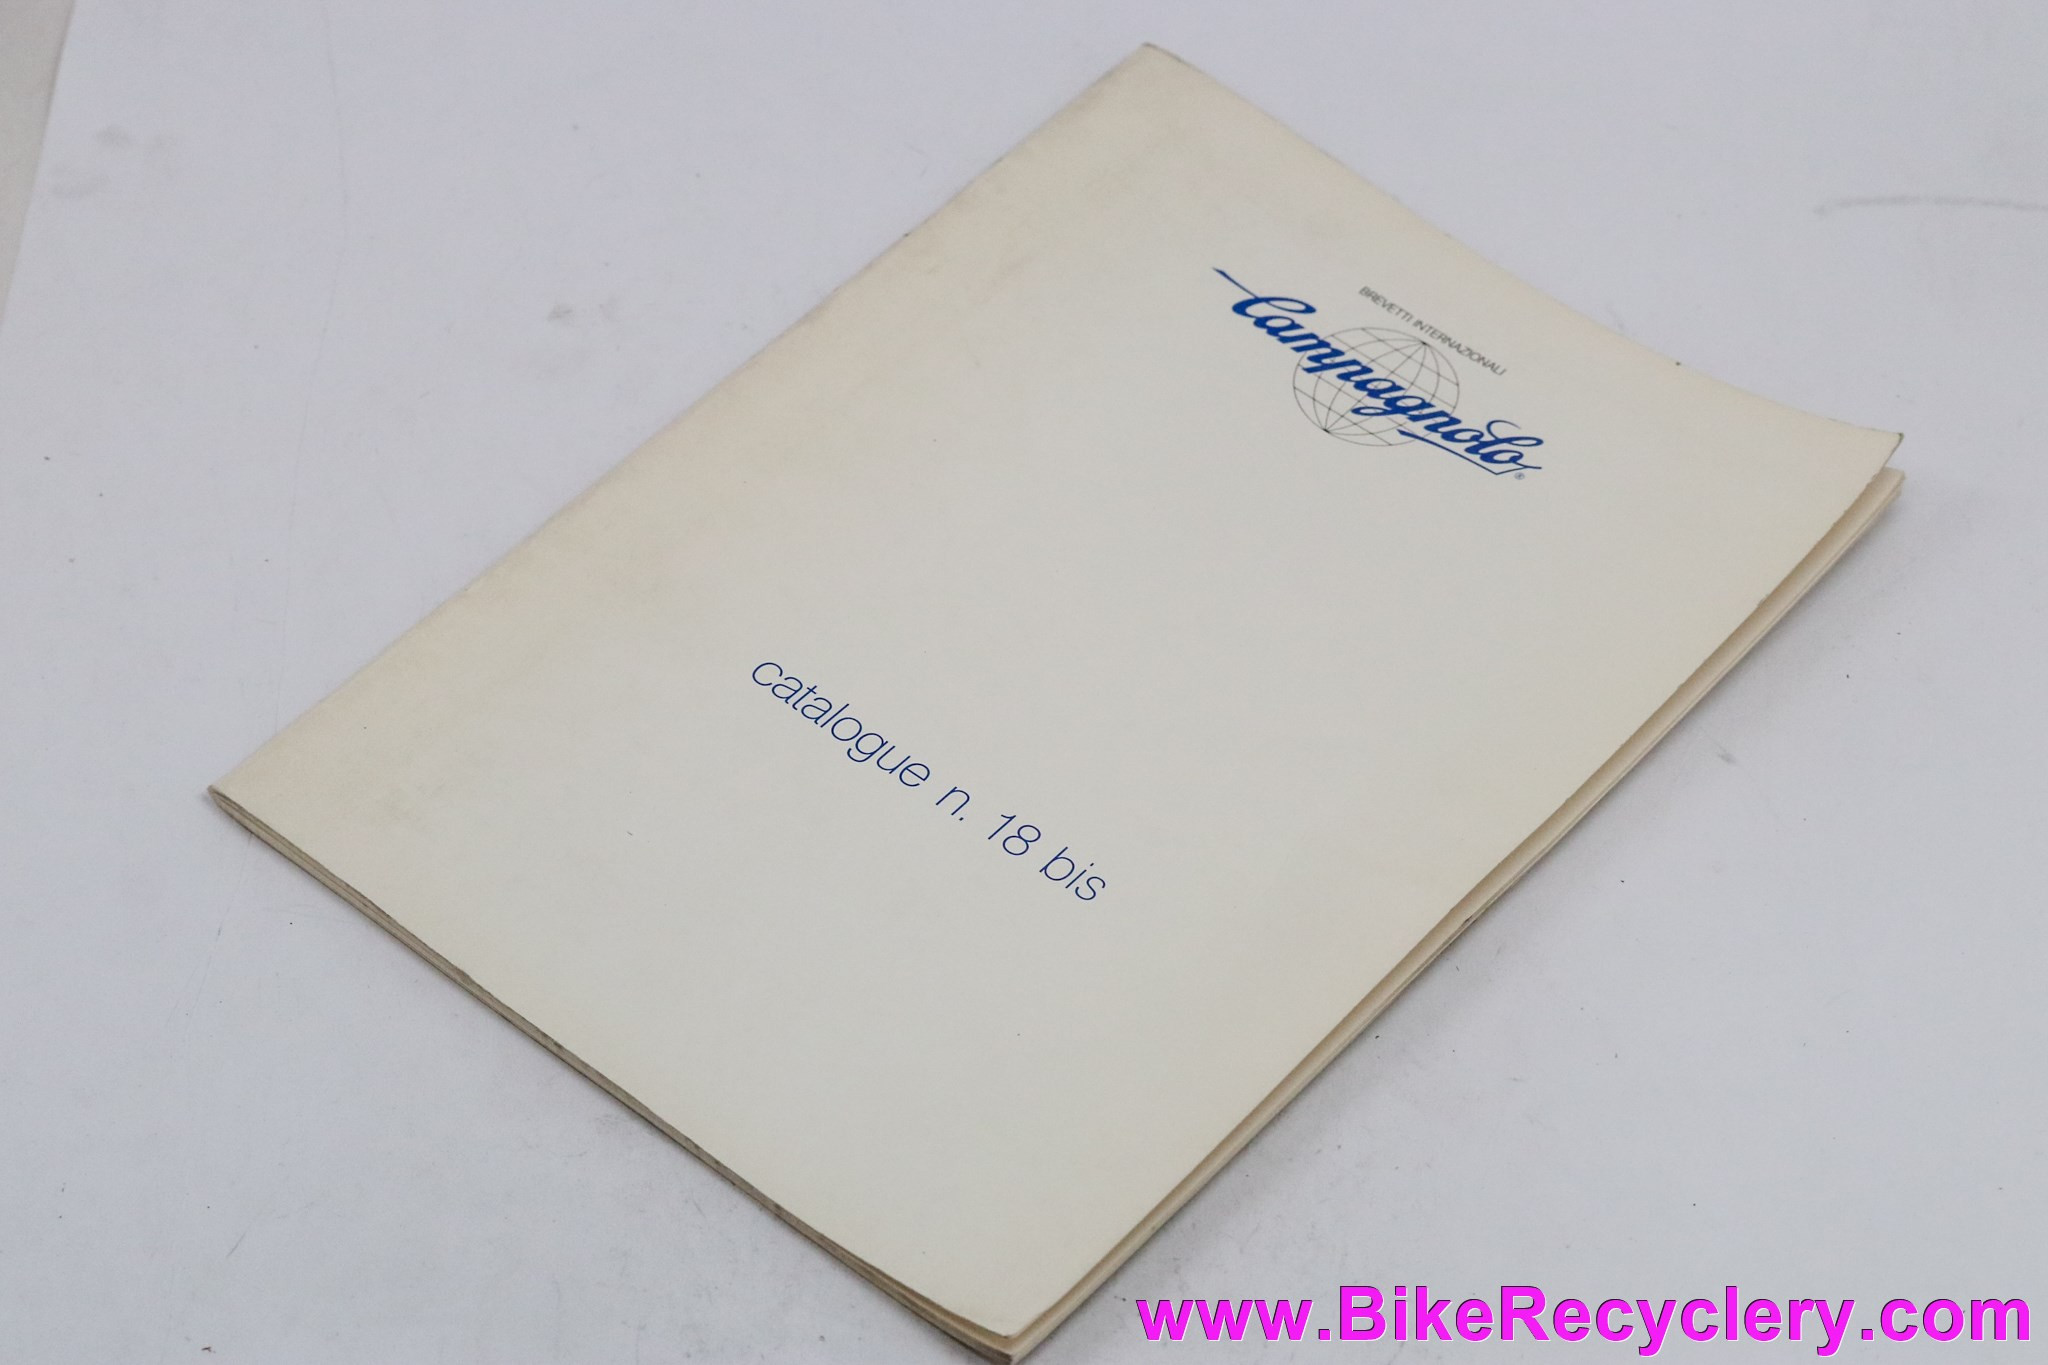 BREVETTI INTERNAZIONALI
Campagnolo®
catalogue n. 18 bis
www.BikeRecyclery.com